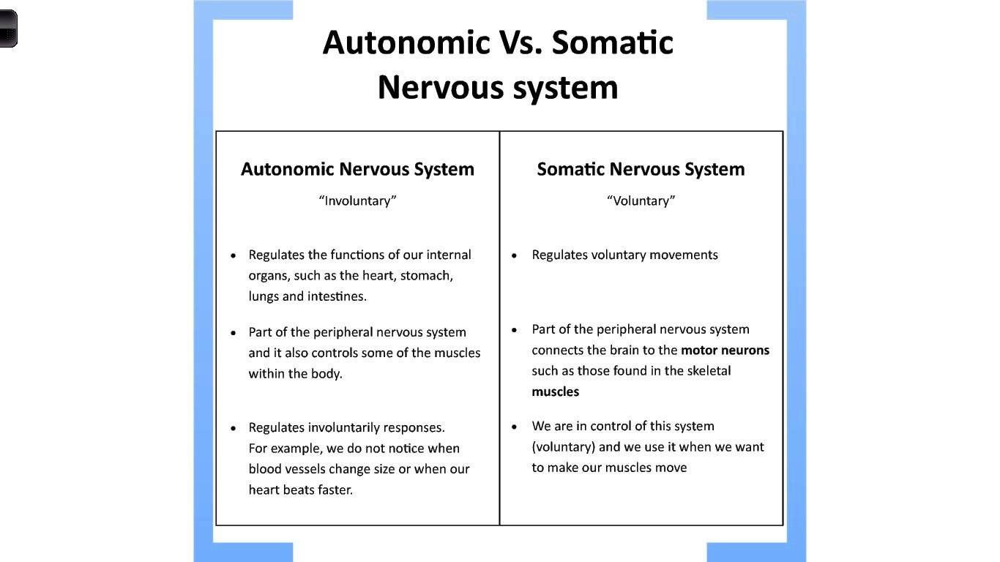 Autonomic Vs. Somatic
Nervous system
Autonomic Nervous System
“Involuntary”
• Regulates the functions of our internal
organs, such as the heart, stomach,
lungs and intestines.
• Part of the peripheral nervous system
and it also controls some of the muscles
within the body.
• Regulates involuntarily responses.
For example, we do not notice when
blood vessels change size or when our
heart beats faster.
Somatic Nervous System
“Voluntary”
• Regulates voluntary movements
• Part of the peripheral nervous system
connects the brain to the motor neurons
such as those found in the skeletal
muscles
• We are in control of this system
(voluntary) and we use it when we want
to make our muscles move